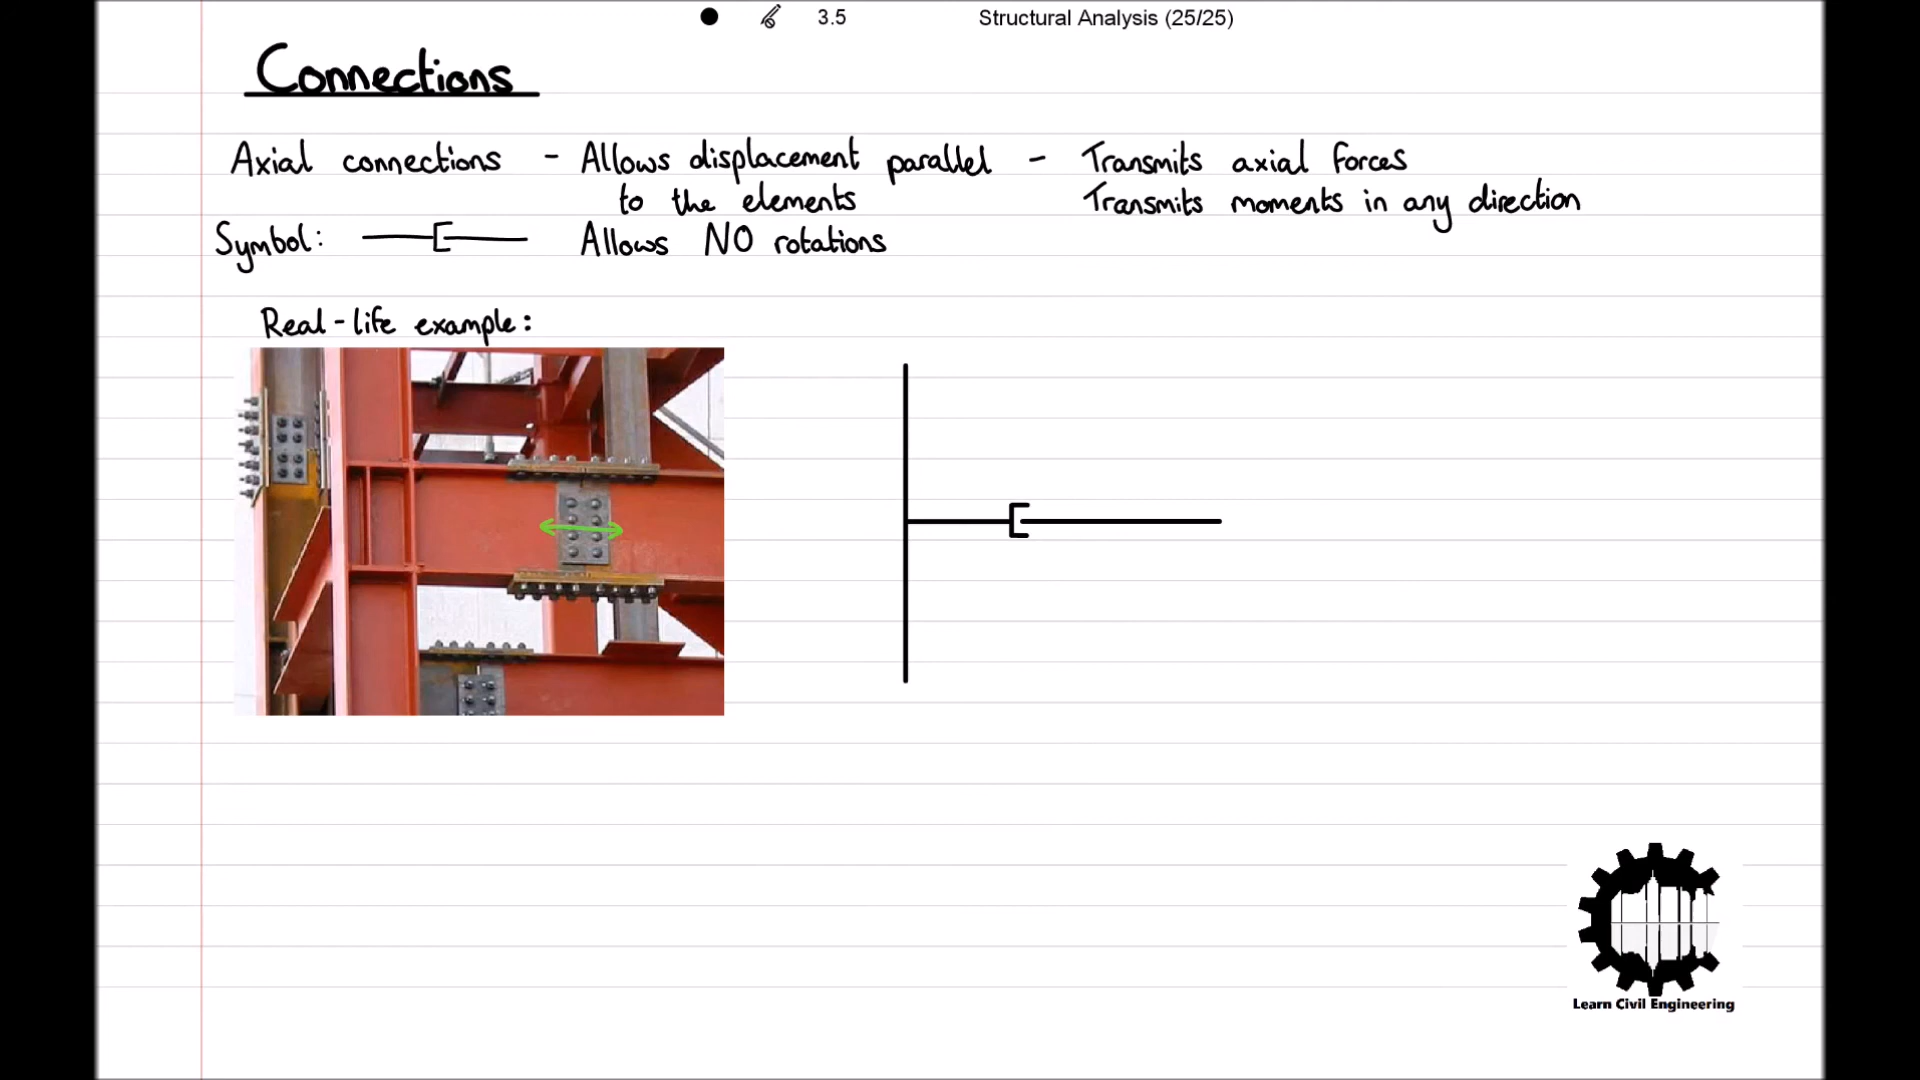 3.5 Structural Analysis (25/25)
Connections
Axial connections - Allows displacement parallel - Transmits axial forces
to the elements Transmits moments in any direction
Symbol: Allows NO rotations
Real-life example:
Learn Civil Engineering